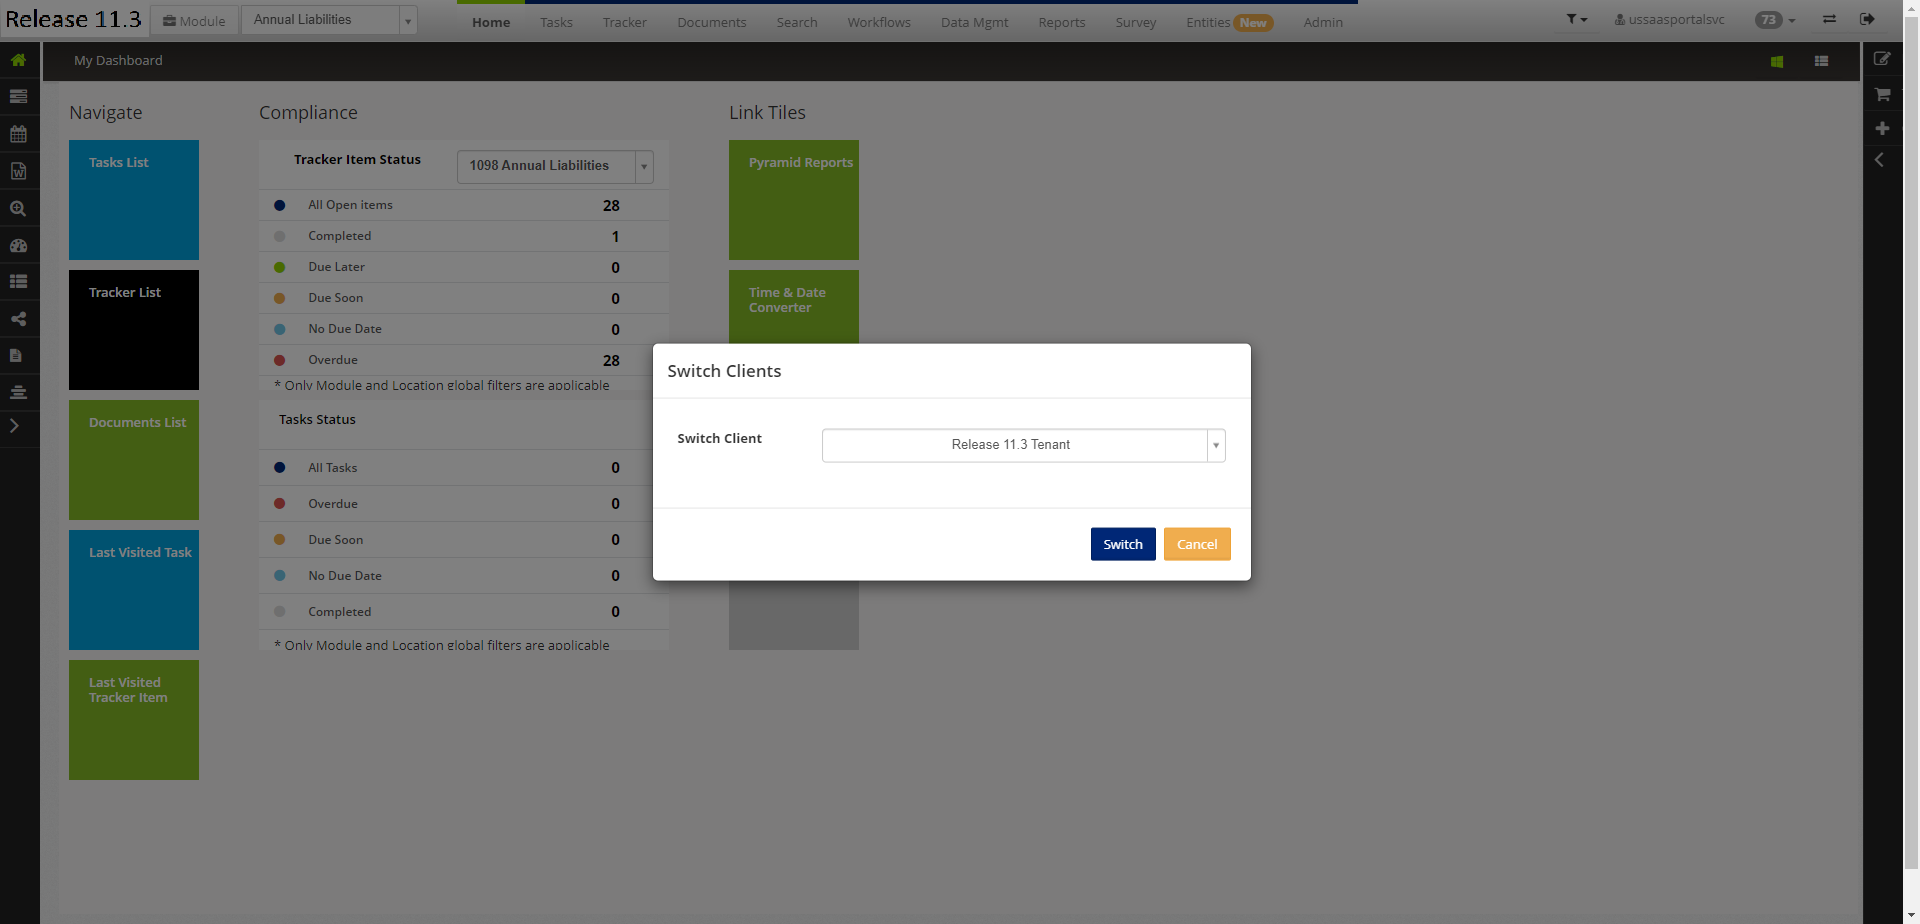 Release 11.3
Module
Annual Liabilities
Home
Tasks
Tracker
Documents
Search
Workflows
Data Mgmt
Reports
Survey
Entities New
Admin
ussaasportalsvc
73
My Dashboard
Navigate
Tasks List
Tracker List
Documents List
Last Visited Task
Last Visited
Tracker Item
Compliance
Tracker Item Status
1098 Annual Liabilities
All Open items 28
Completed 1
Due Later 0
Due Soon 0
No Due Date 0
Overdue 28
* Only Module and Location global filters are applicable
Tasks Status
All Tasks 0
Overdue 0
Due Soon 0
No Due Date 0
Completed 0
* Only Module and Location global filters are applicable
Link Tiles
Pyramid Reports
Time & Date
Converter
Switch Clients
Switch Client
Release 11.3 Tenant
Switch
Cancel